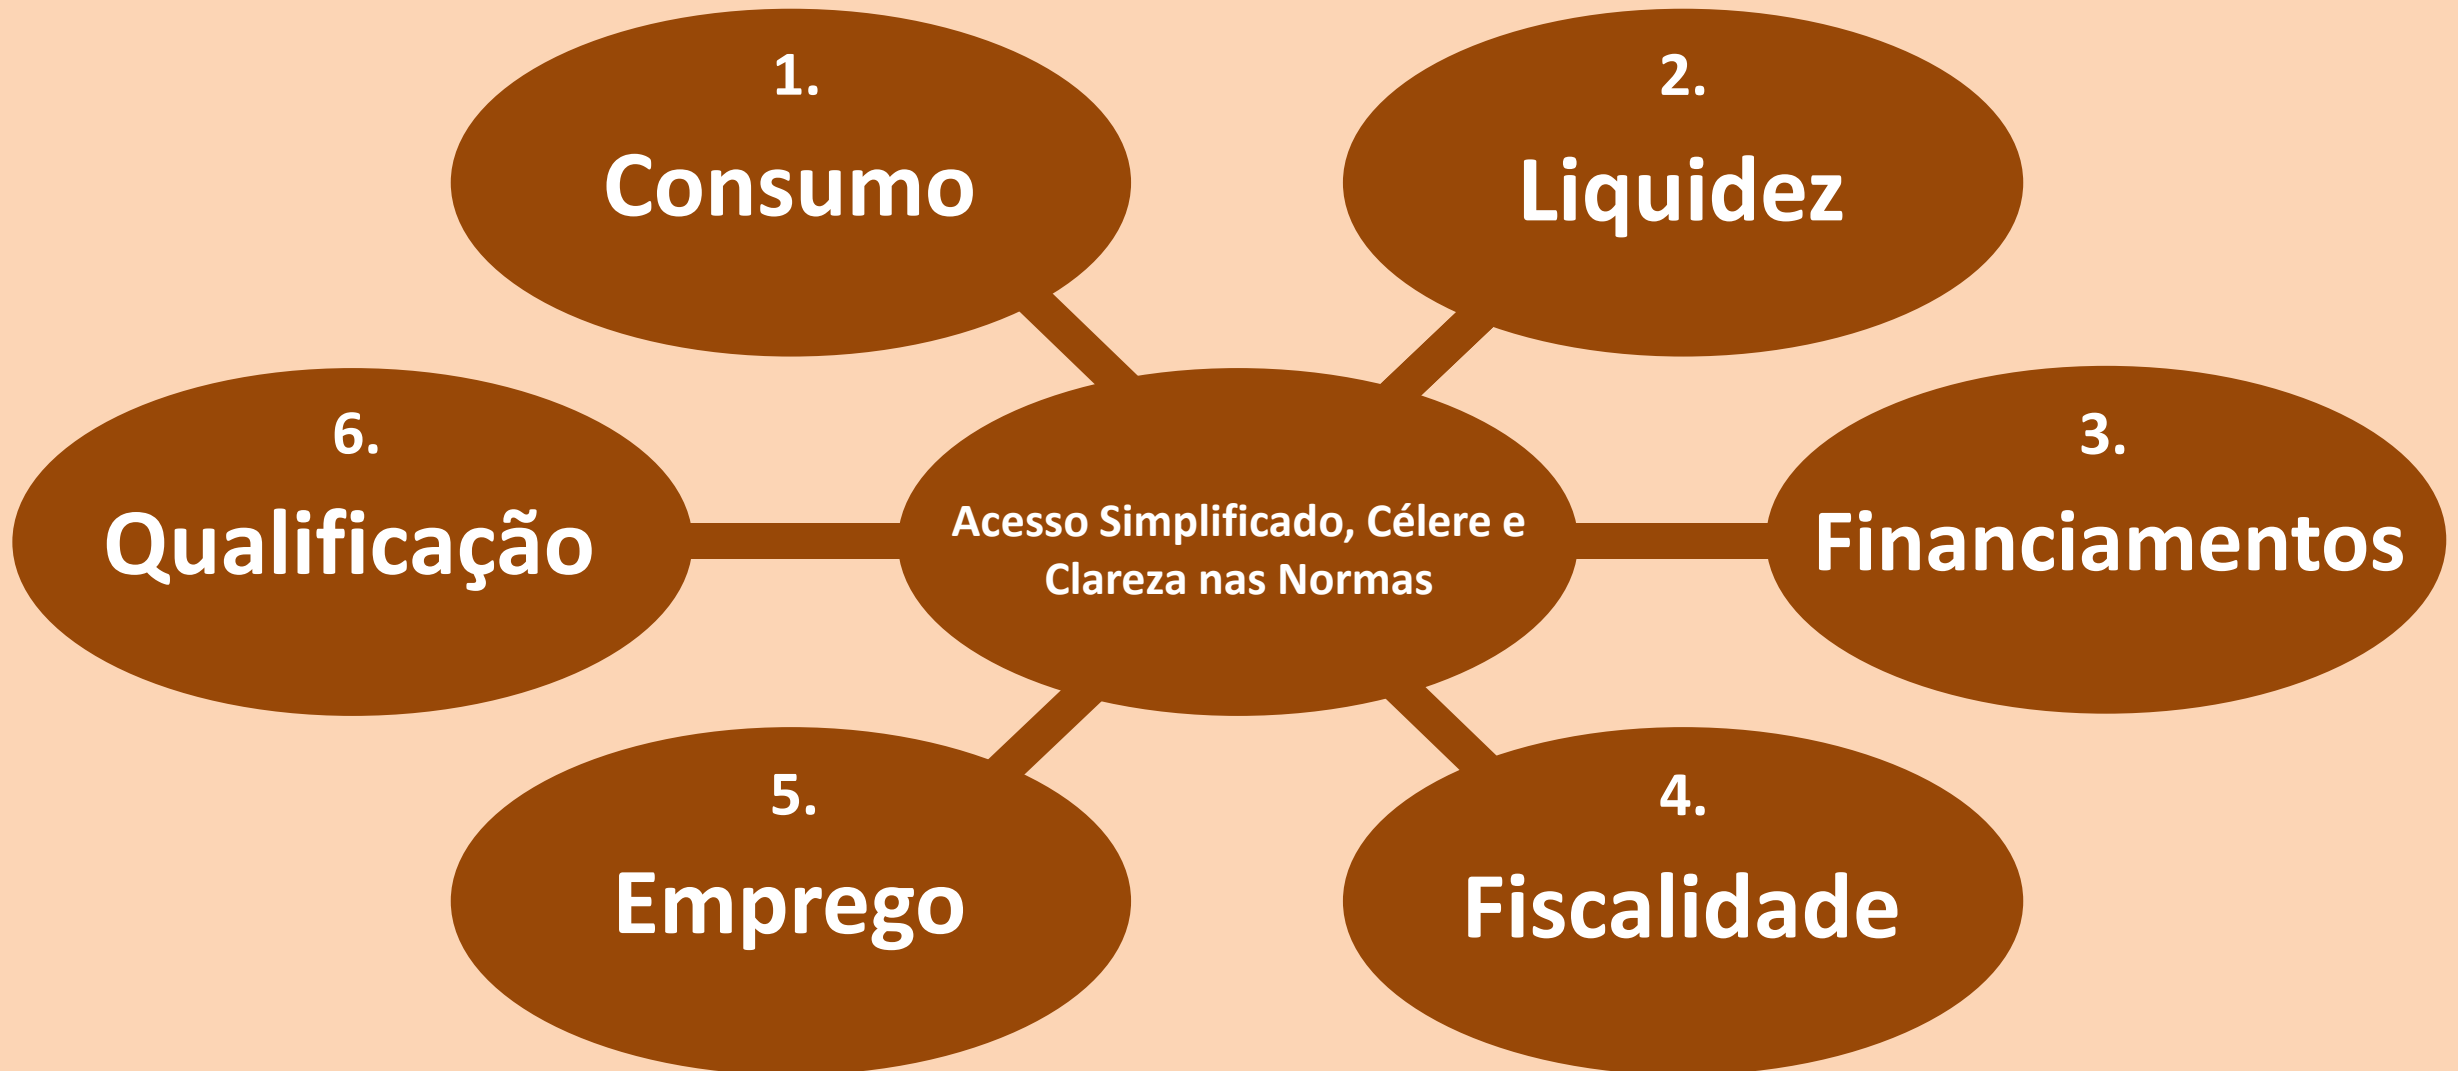 1.
Consumo
2.
Liquidez
3.
Financiamentos
4.
Fiscalidade
5.
Emprego
6.
Qualificação
Acesso Simplificado, Célere e
Clareza nas Normas